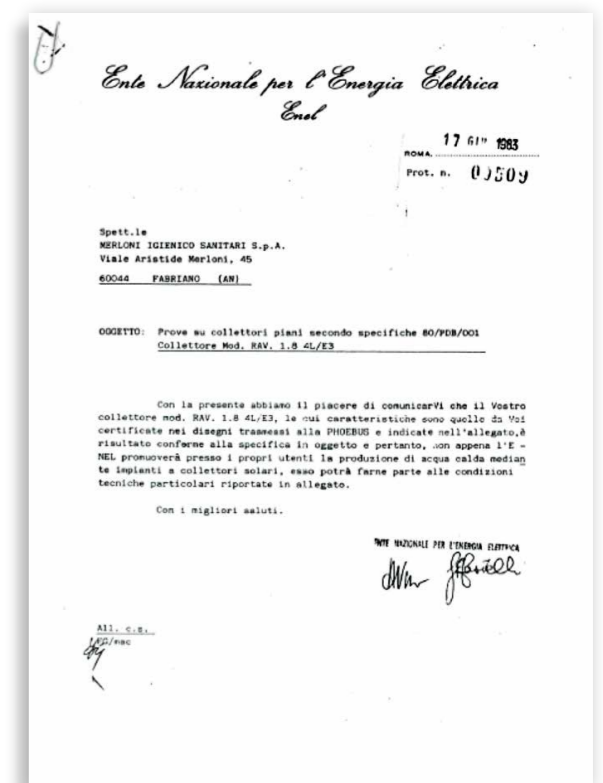 Ente Nazionale per l'Energia Elettrica
Enel
17 GIU 1983
ROMA,
Prot. n. 00509
Spett.le
MERLONI IGIENICO SANITARI S.p.A.
Viale Aristide Merloni, 45
60044 FABRIANO (AN)
OGGETTO: Prove su collettori piani secondo specifiche 80/PDB/001
Collettore Mod. RAV. 1.8 4L/E3
Con la presente abbiamo il piacere di comunicarVi che il Vostro
collettore mod. RAV. 1.8 4L/E3, le cui caratteristiche sono quelle da Voi
certificate nei disegni trasmessi alla PHOEBUS e indicate nell'allegato,è
risultato conforme alla specifica in oggetto e pertanto, non appena l'E -
NEL promuoverà presso i propri utenti la produzione di acqua calda median
te impianti a collettori solari, esso potrà farne parte alle condizioni
tecniche particolari riportate in allegato.
Con i migliori saluti.
ENTE NAZIONALE PER L'ENERGIA ELETTRICA
All. c.s.